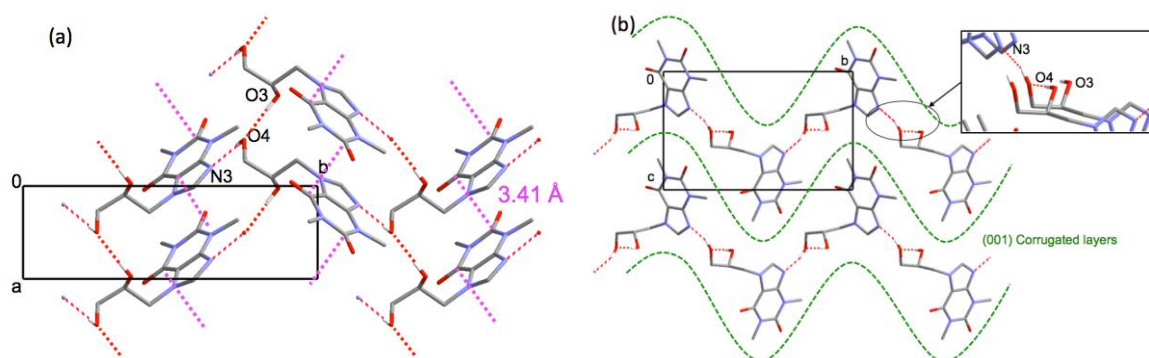 (a)
O3
O4
N3
0
b
3.41 Å
a
(b)
0
b
c
N3
O4
O3
(001) Corrugated layers